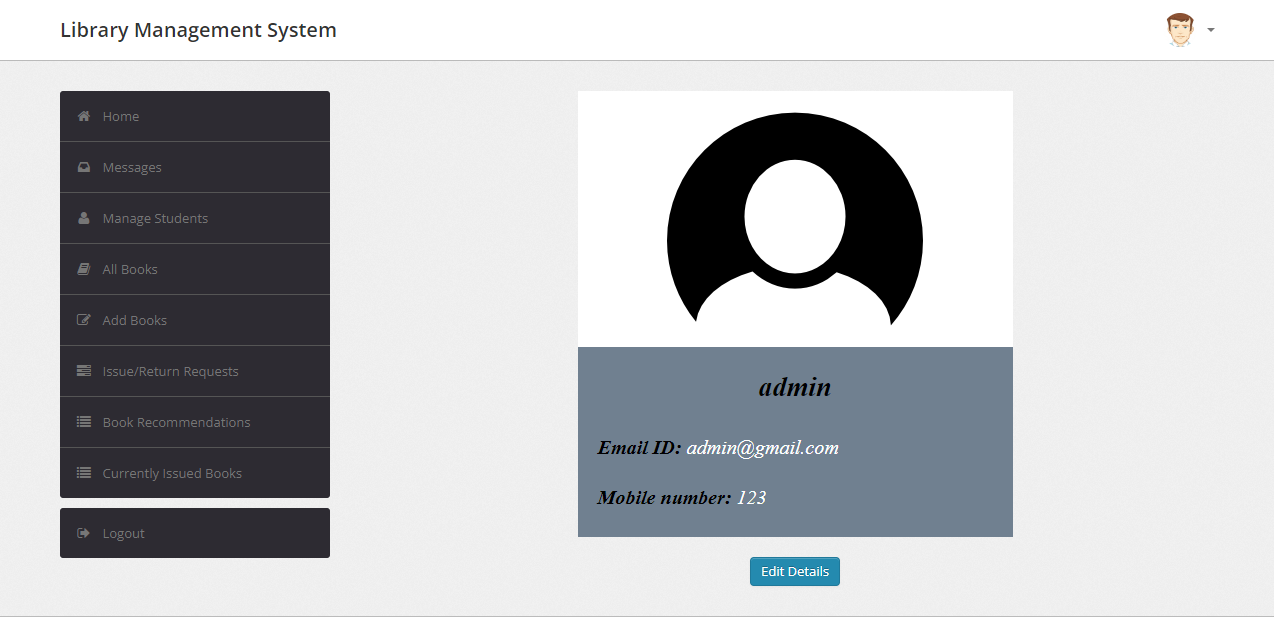 Library Management System
Home
Messages
Manage Students
All Books
Add Books
Issue/Return Requests
Book Recommendations
Currently Issued Books
Logout
admin
Email ID: admin@gmail.com
Mobile number: 123
Edit Details